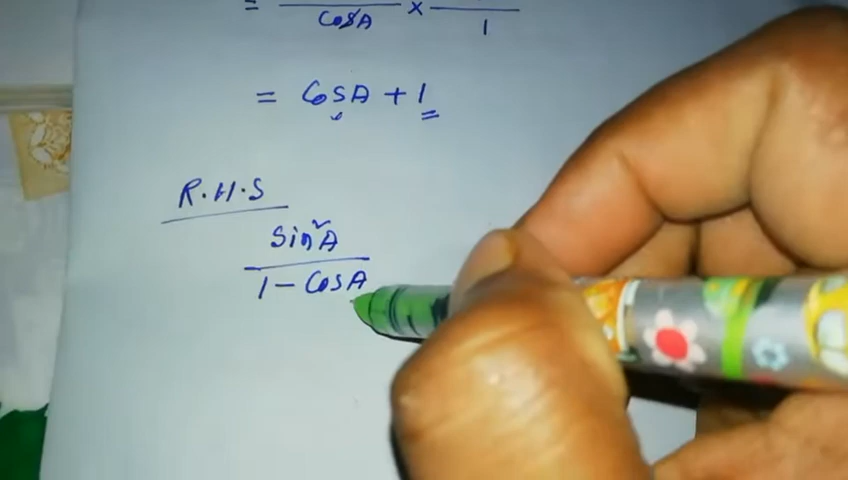 = ― CosA × ― 1
= CosA + 1
R.H.S
Sin²A
1 - CosA